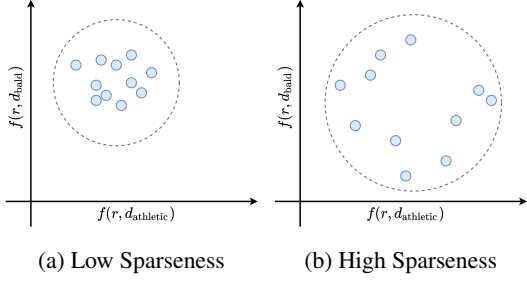 f(r, d_bald)
f(r, d_athletic)
(a) Low Sparseness
f(r, d_bald)
f(r, d_athletic)
(b) High Sparseness